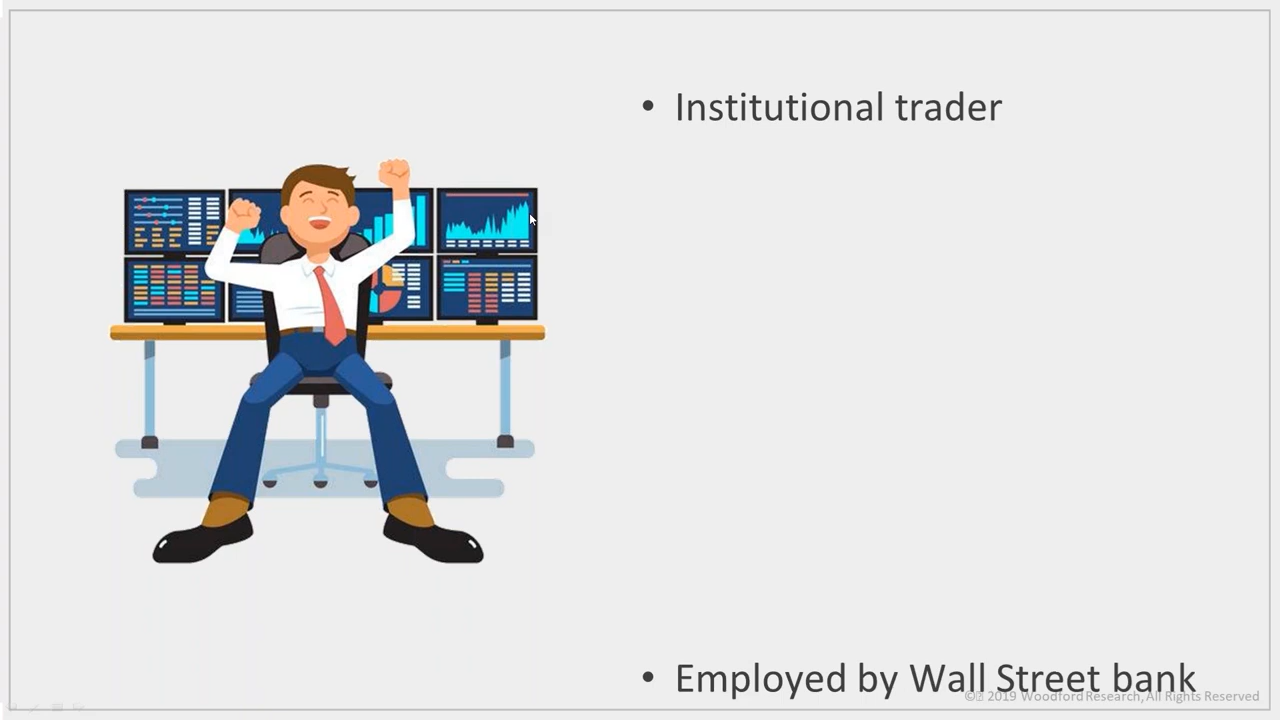 • Institutional trader
• Employed by Wall Street bank
© 2019 Woodford Research, All Rights Reserved